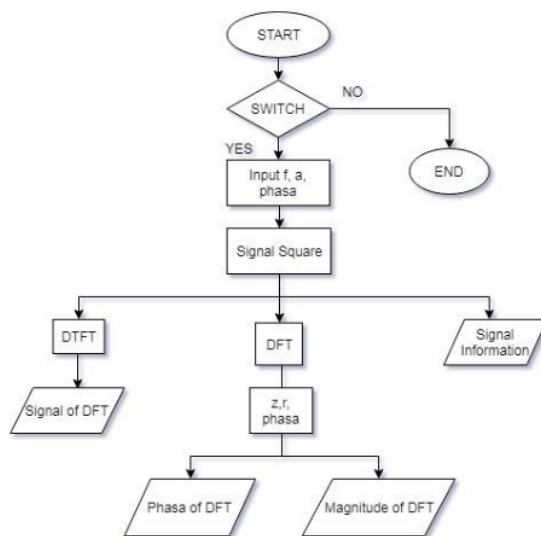 START
SWITCH
NO
YES
END
Input f, a,
phasa
Signal Square
DTFT
DFT
Signal
Information
Signal of DFT
z,r,
phasa
Phasa of DFT
Magnitude of DFT